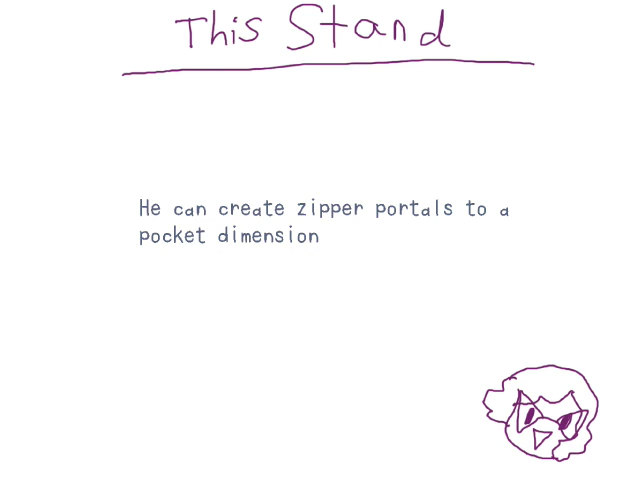 This Stand
He can create zipper portals to a
pocket dimension